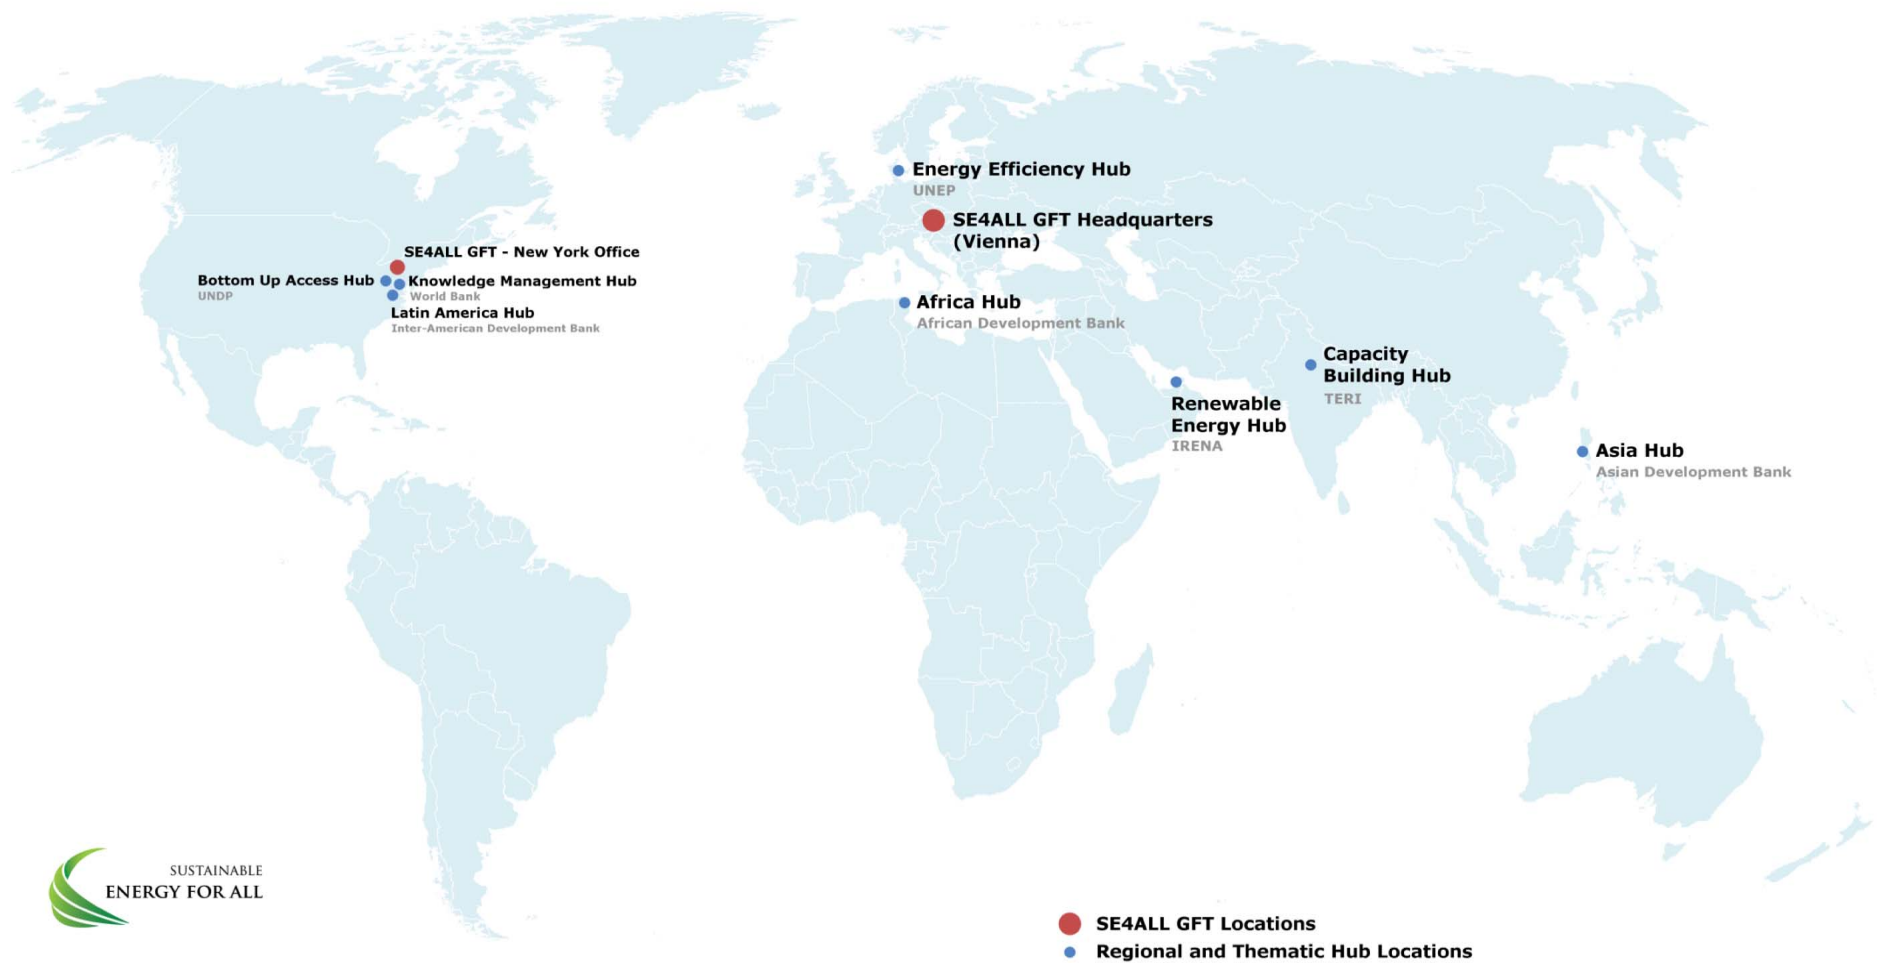 Energy Efficiency Hub
UNEP
SE4ALL GFT Headquarters
(Vienna)
SE4ALL GFT - New York Office
Bottom Up Access Hub
UNDP
Knowledge Management Hub
World Bank
Latin America Hub
Inter-American Development Bank
Africa Hub
African Development Bank
Capacity
Building Hub
TERI
Renewable
Energy Hub
IRENA
Asia Hub
Asian Development Bank
SUSTAINABLE
ENERGY FOR ALL
SE4ALL GFT Locations
Regional and Thematic Hub Locations